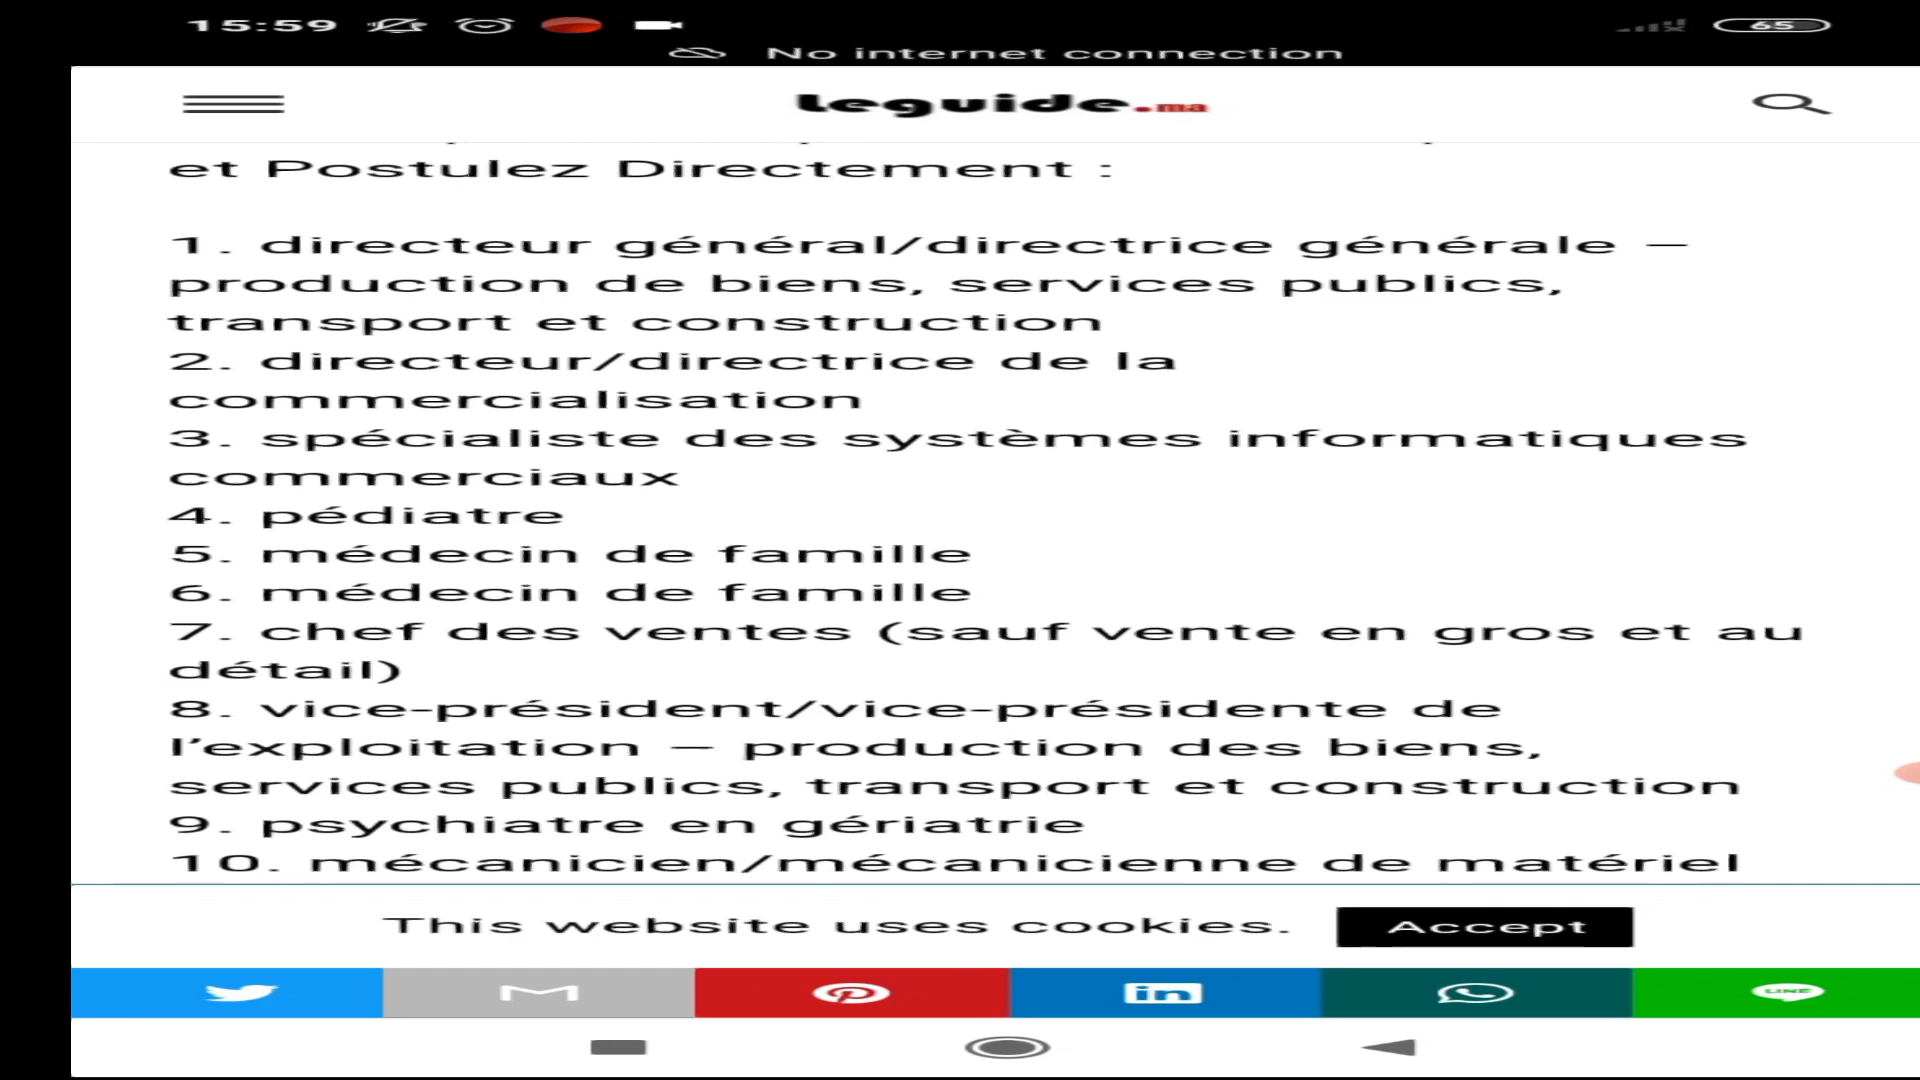 15:59
65
No internet connection
Leguide.ma
et Postulez Directement :
1. directeur général/directrice générale –
production de biens, services publics,
transport et construction
2. directeur/directrice de la
commercialisation
3. spécialiste des systèmes informatiques
commerciaux
4. pédiatre
5. médecin de famille
6. médecin de famille
7. chef des ventes (sauf vente en gros et au
détail)
8. vice-président/vice-présidente de
l’exploitation – production des biens,
services publics, transport et construction
9. psychiatre en gériatrie
10. mécanicien/mécanicienne de matériel
This website uses cookies.
Accept
in
LINE